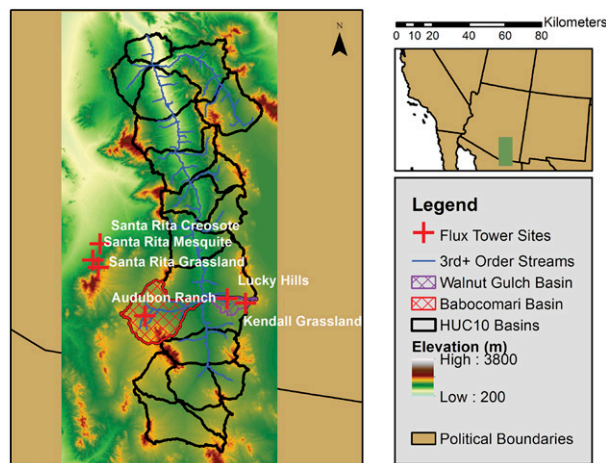 N
Santa Rita Creosote
Santa Rita Mesquite
Santa Rita Grassland
Lucky Hills
Audubon Ranch
Kendall Grassland
0 10 20 40 60 80
Kilometers
Legend
Flux Tower Sites
3rd+ Order Streams
Walnut Gulch Basin
Babocomari Basin
HUC10 Basins
Elevation (m)
High : 3800
Low : 200
Political Boundaries